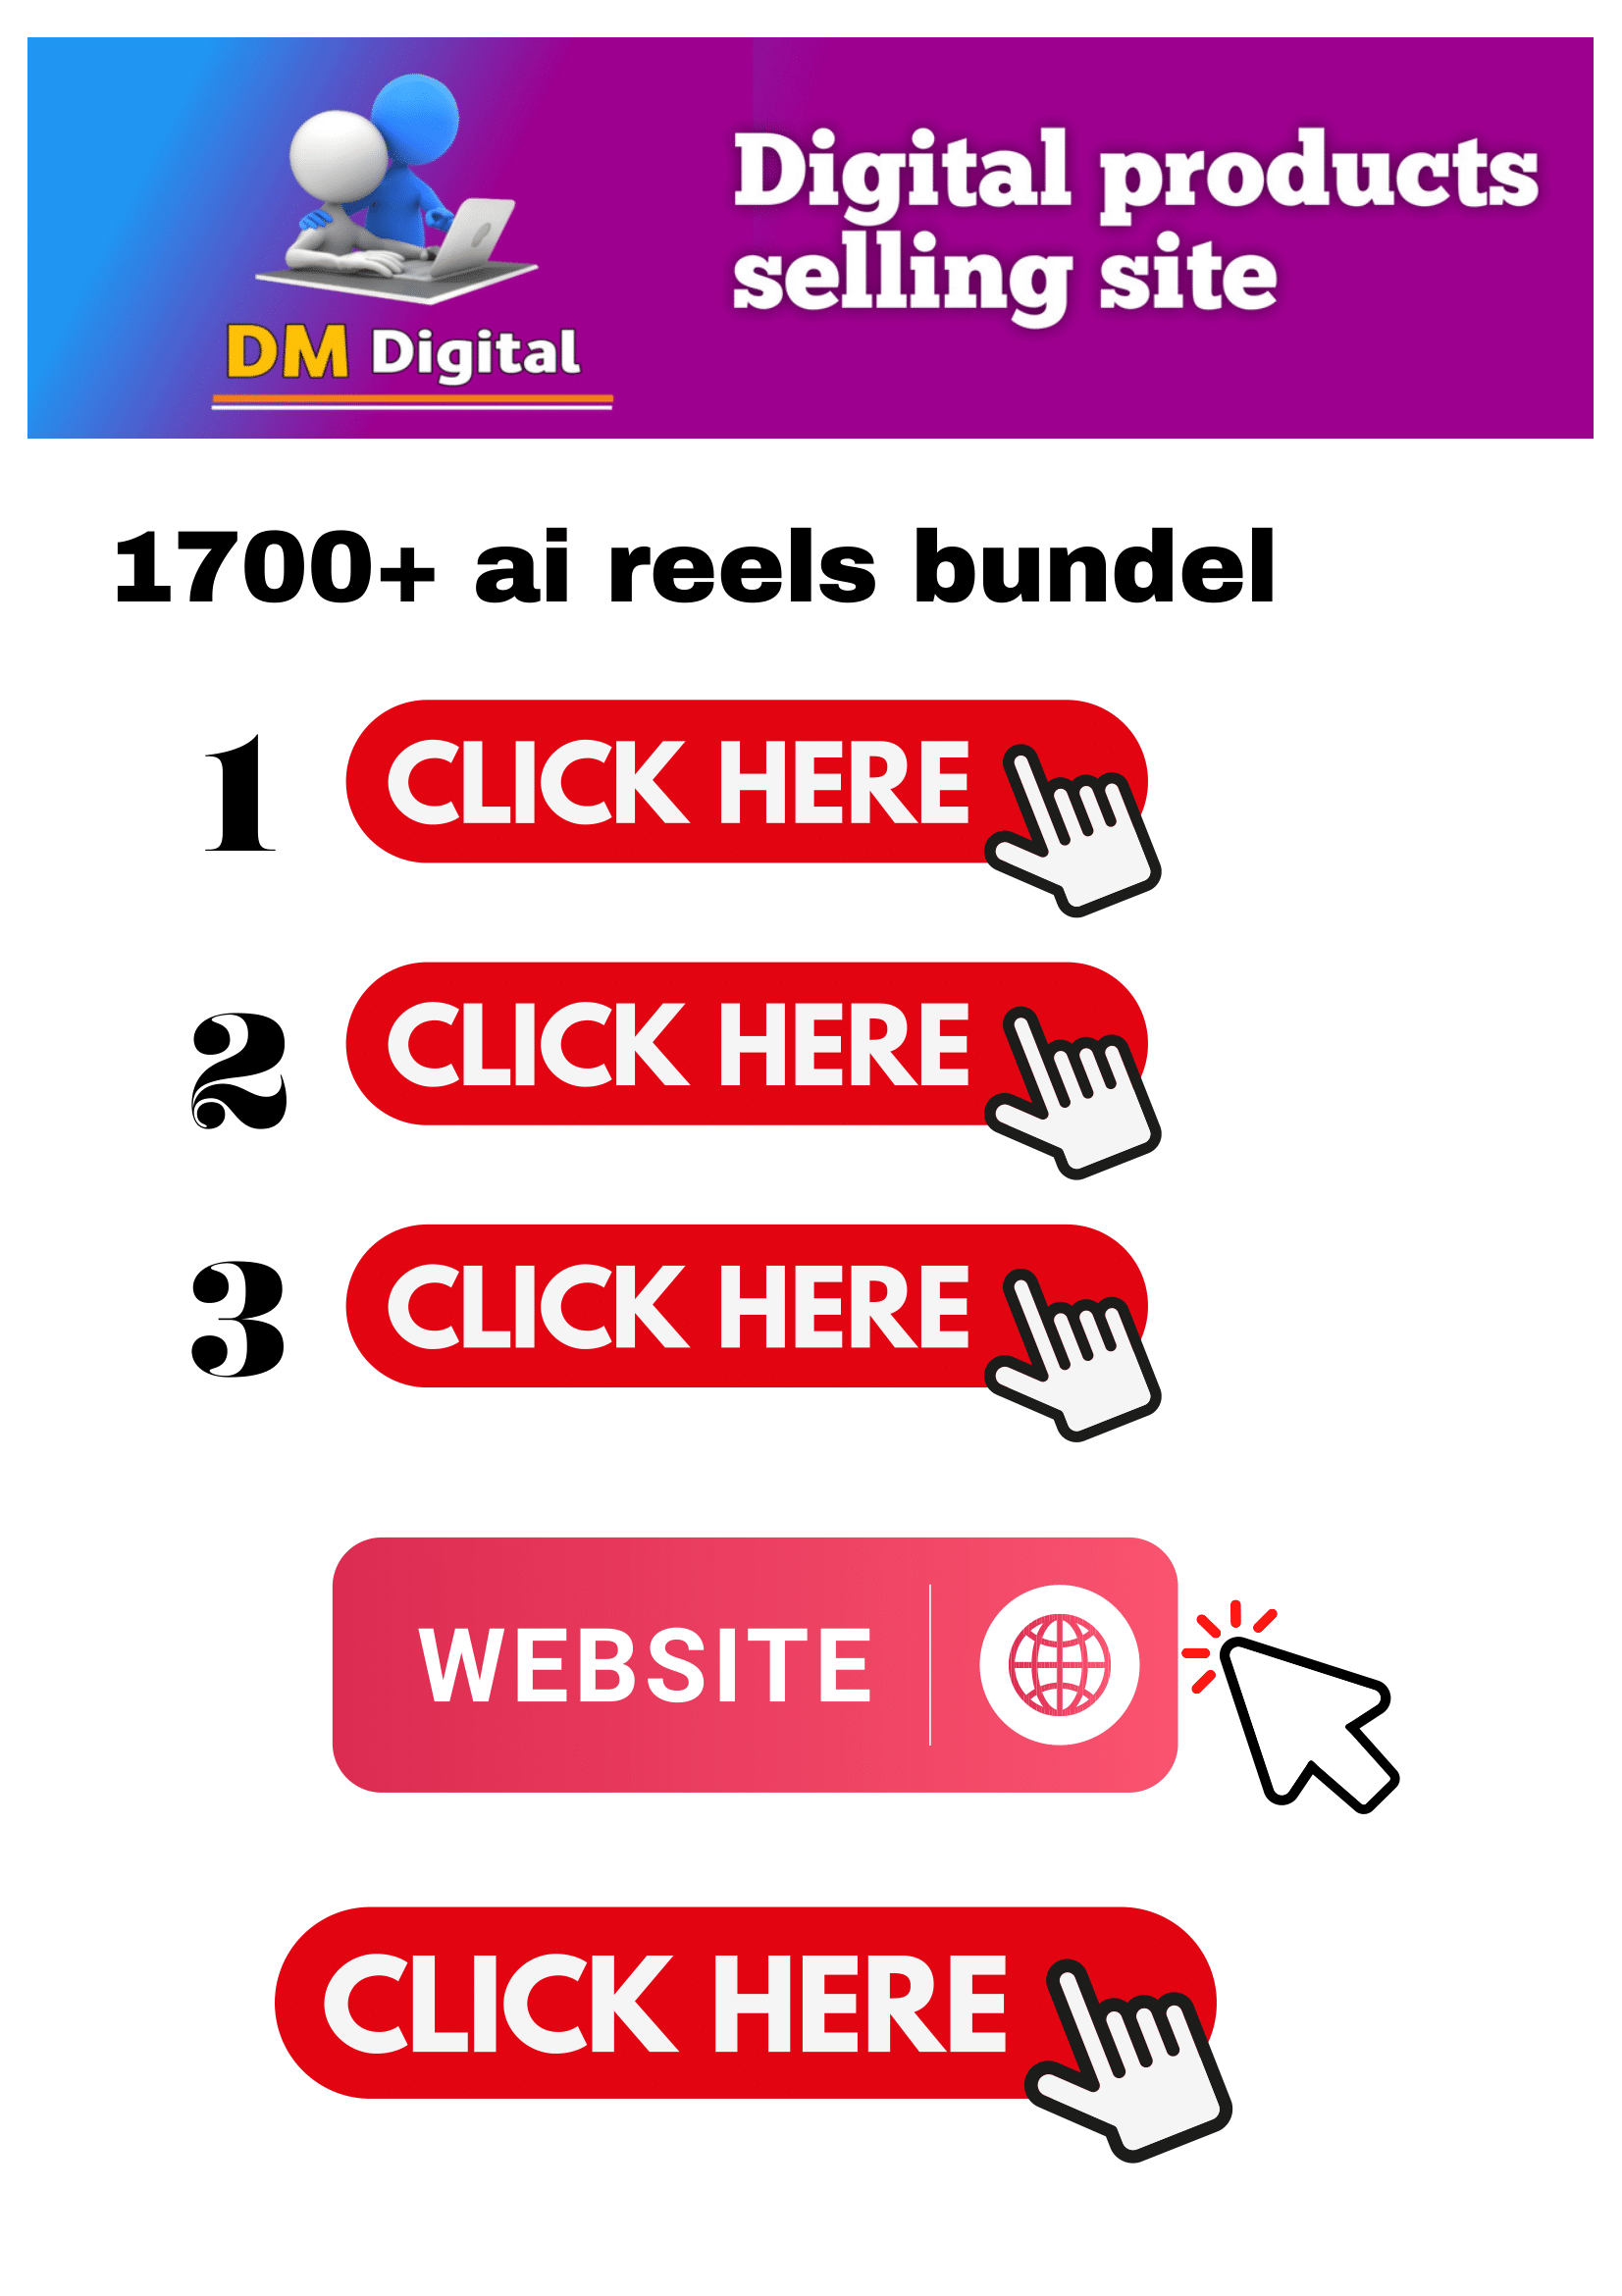 DM Digital
Digital products
selling site
1700+ ai reels bundel
1 CLICK HERE
2 CLICK HERE
3 CLICK HERE
WEBSITE
CLICK HERE